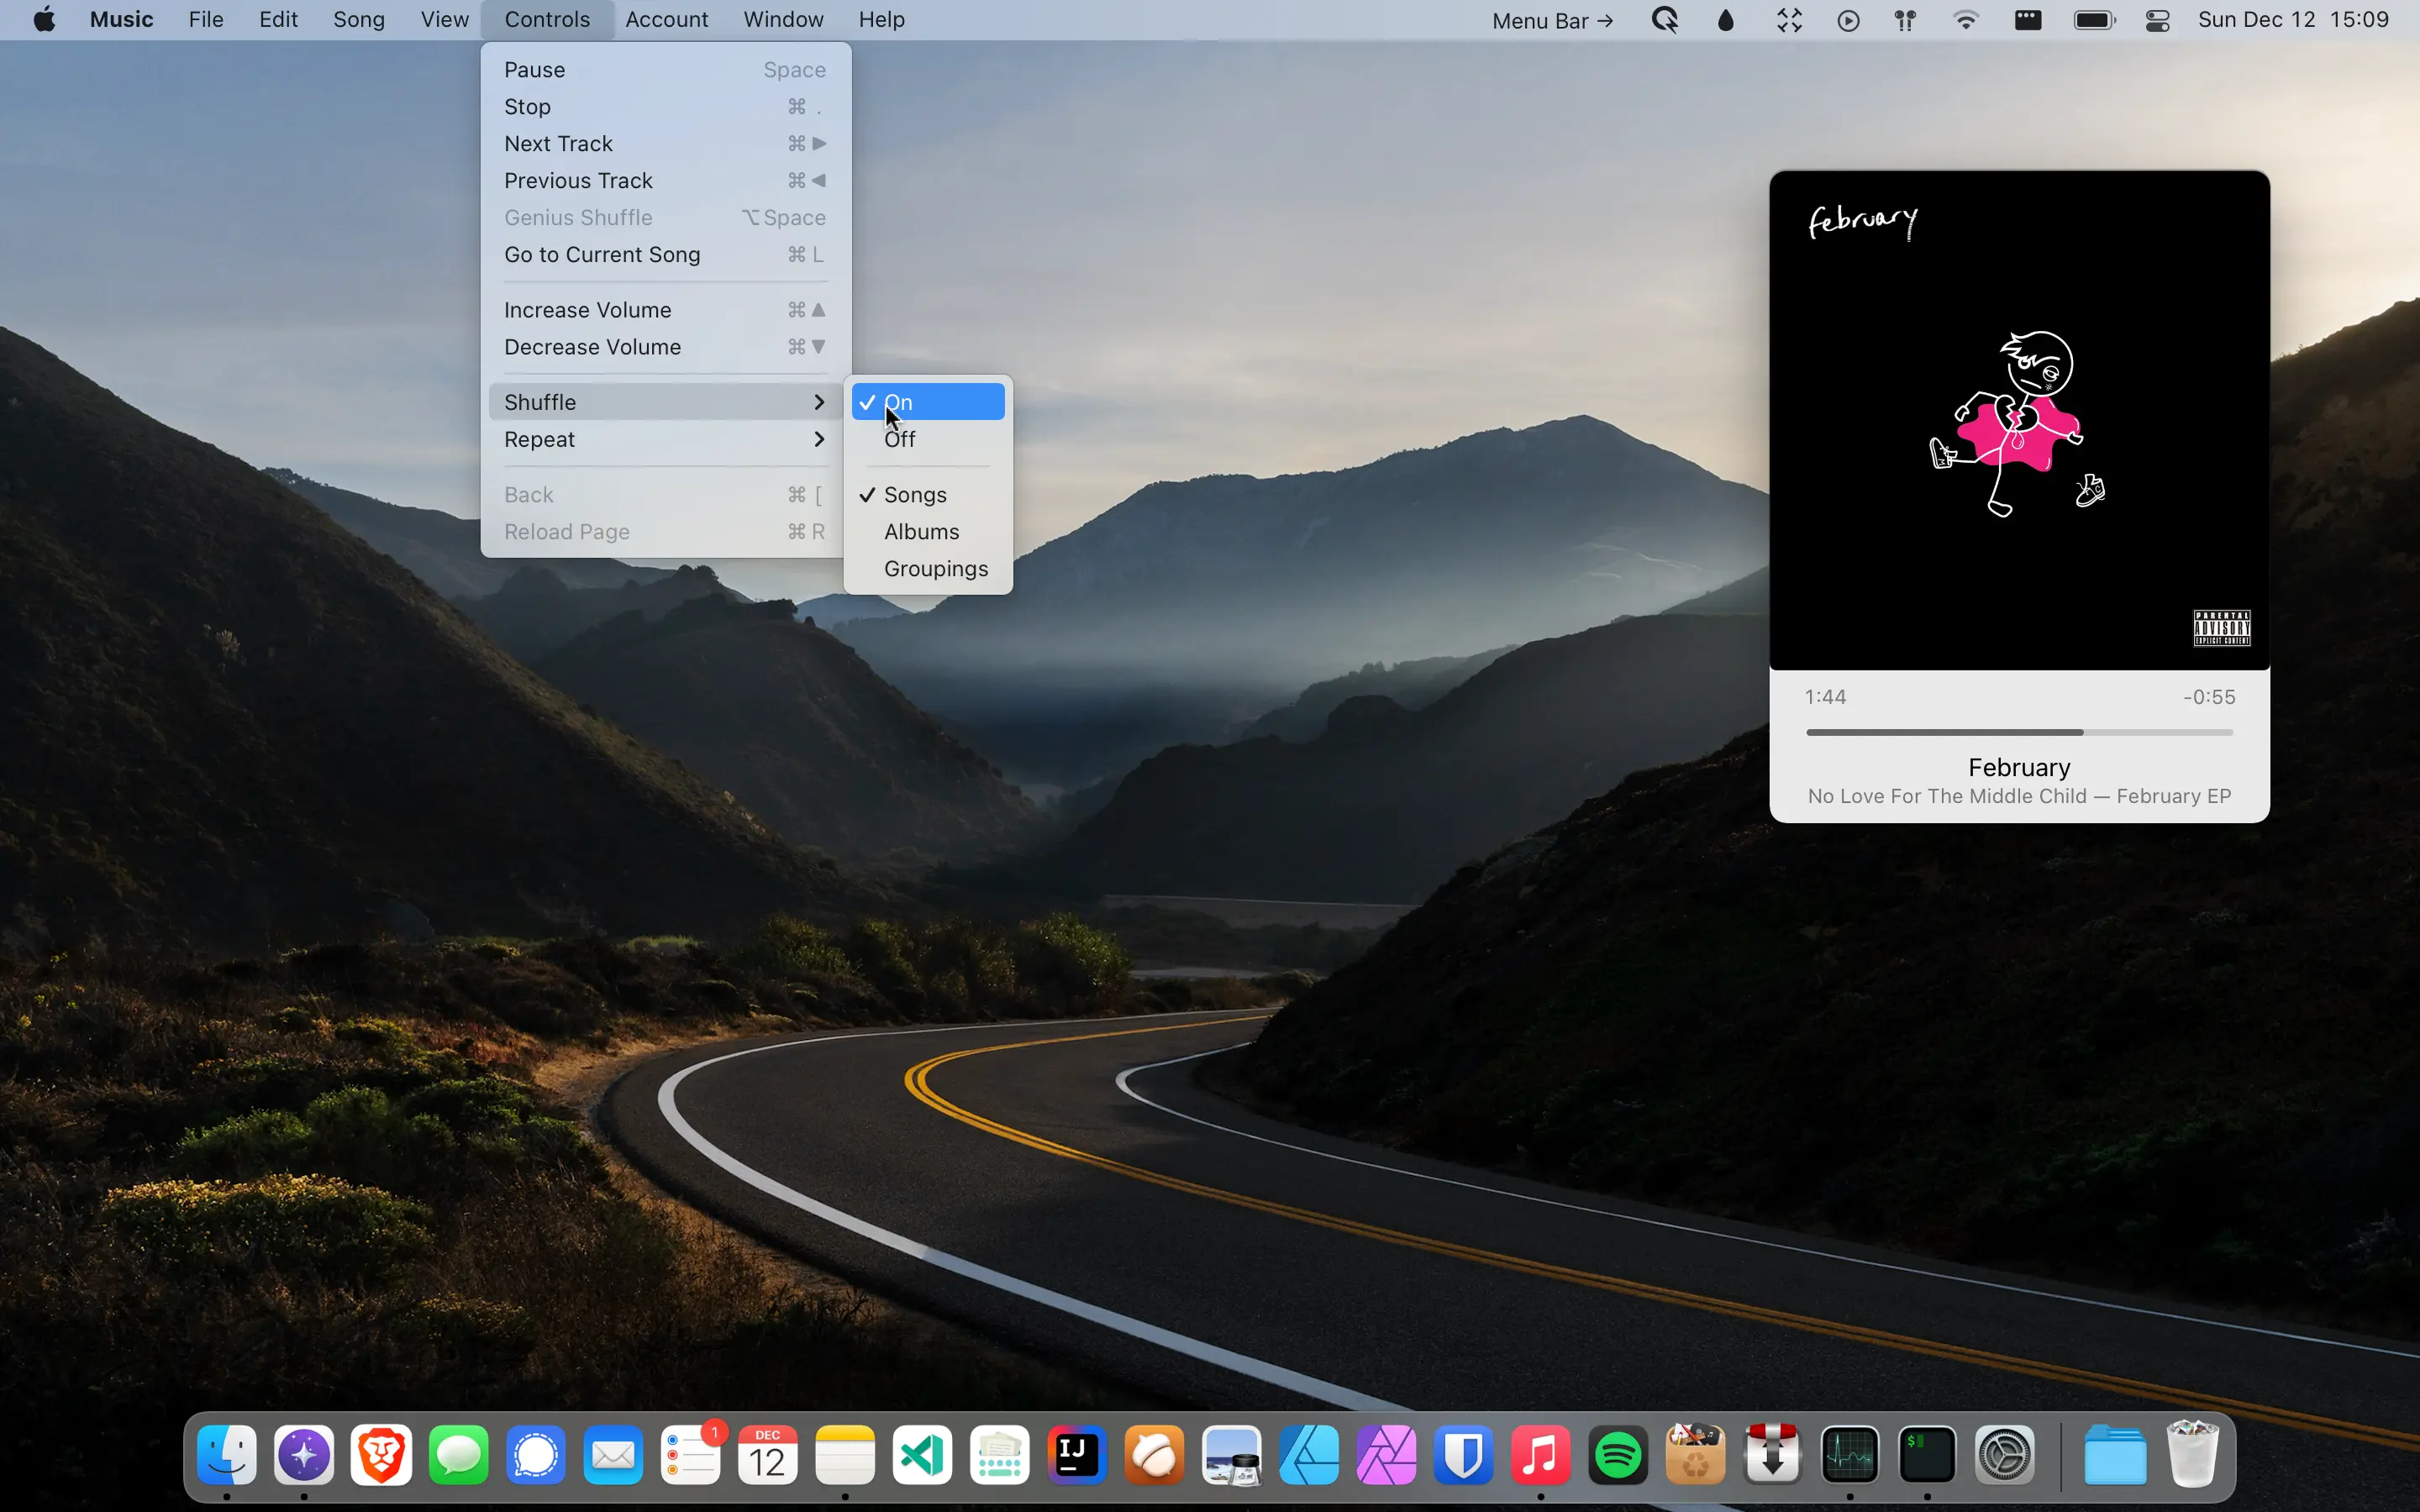 Music File Edit Song View Controls Account Window Help
Menu Bar → Sun Dec 12 15:09
Pause Space
Stop ⌘ .
Next Track ⌘ ▶
Previous Track ⌘ ◀
Genius Shuffle ⌥ Space
Go to Current Song ⌘ L
Increase Volume ⌘ ▲
Decrease Volume ⌘ ▼
Shuffle >
Repeat >
Back ⌘ [
Reload Page ⌘ R
✓ On
Off
✓ Songs
Albums
Groupings
february
PARENTAL
ADVISORY
EXPLICIT CONTENT
1:44 -0:55
February
No Love For The Middle Child — February EP
1
DEC
12
IJ
$